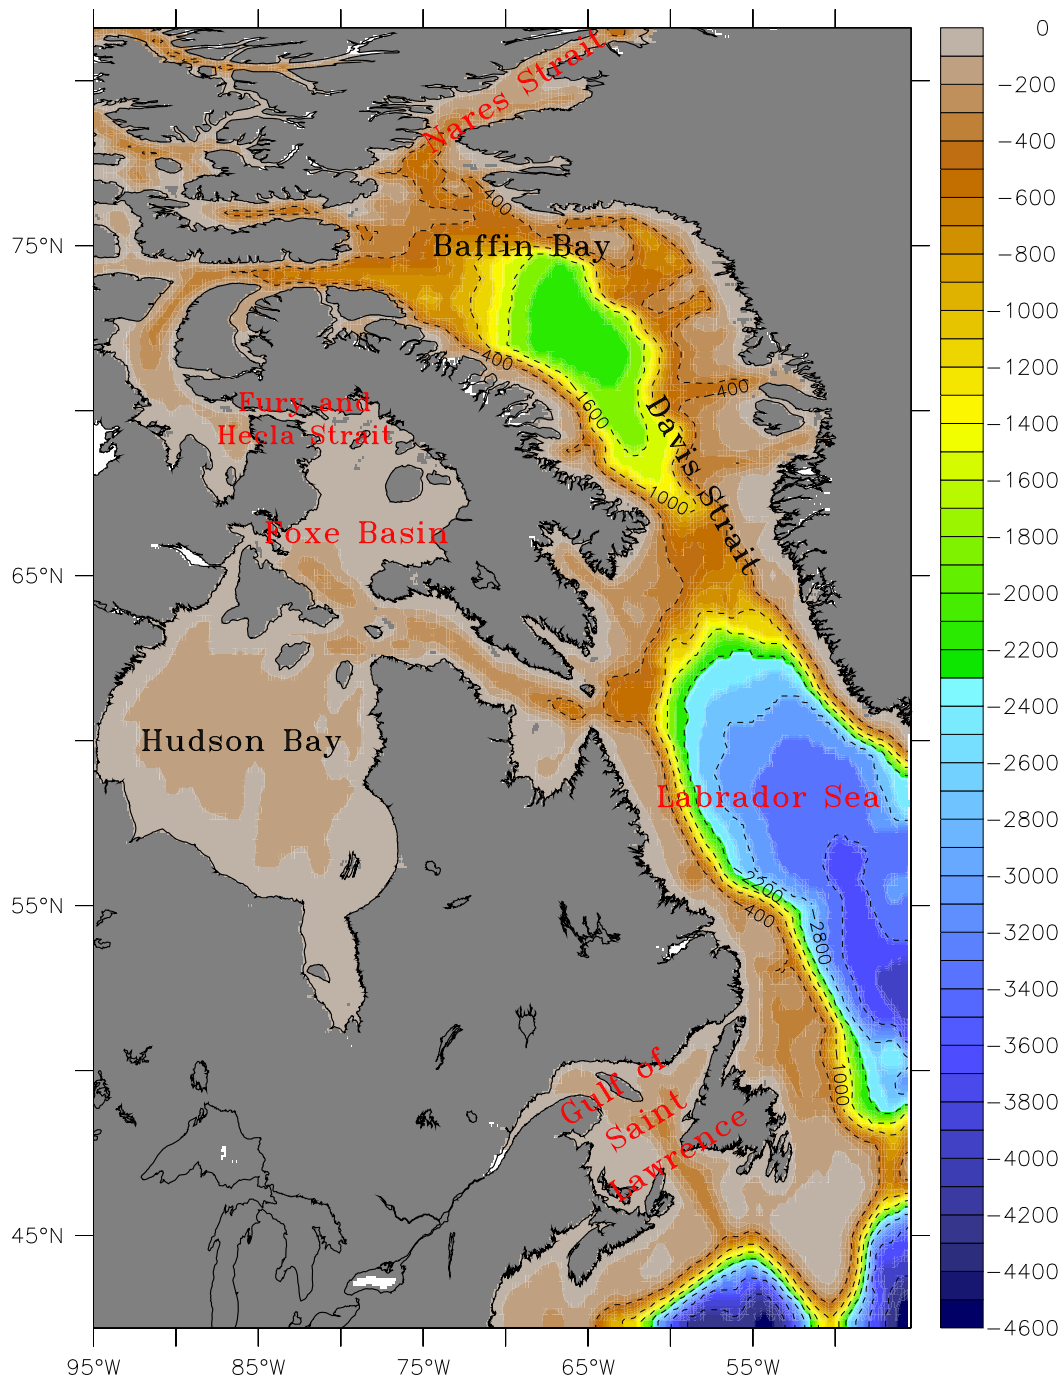 Nares Strait
400
75°N
Baffin Bay
400
400
1600
Fury and
Hecla Strait
Davis Strait
1000
Foxe Basin
65°N
Hudson Bay
Labrador Sea
2200
400
2800
55°N
1000
Gulf of
Saint
Lawrence
45°N
95°W
85°W
75°W
65°W
55°W
0
−200
−400
−600
−800
−1000
−1200
−1400
−1600
−1800
−2000
−2200
−2400
−2600
−2800
−3000
−3200
−3400
−3600
−3800
−4000
−4200
−4400
−4600